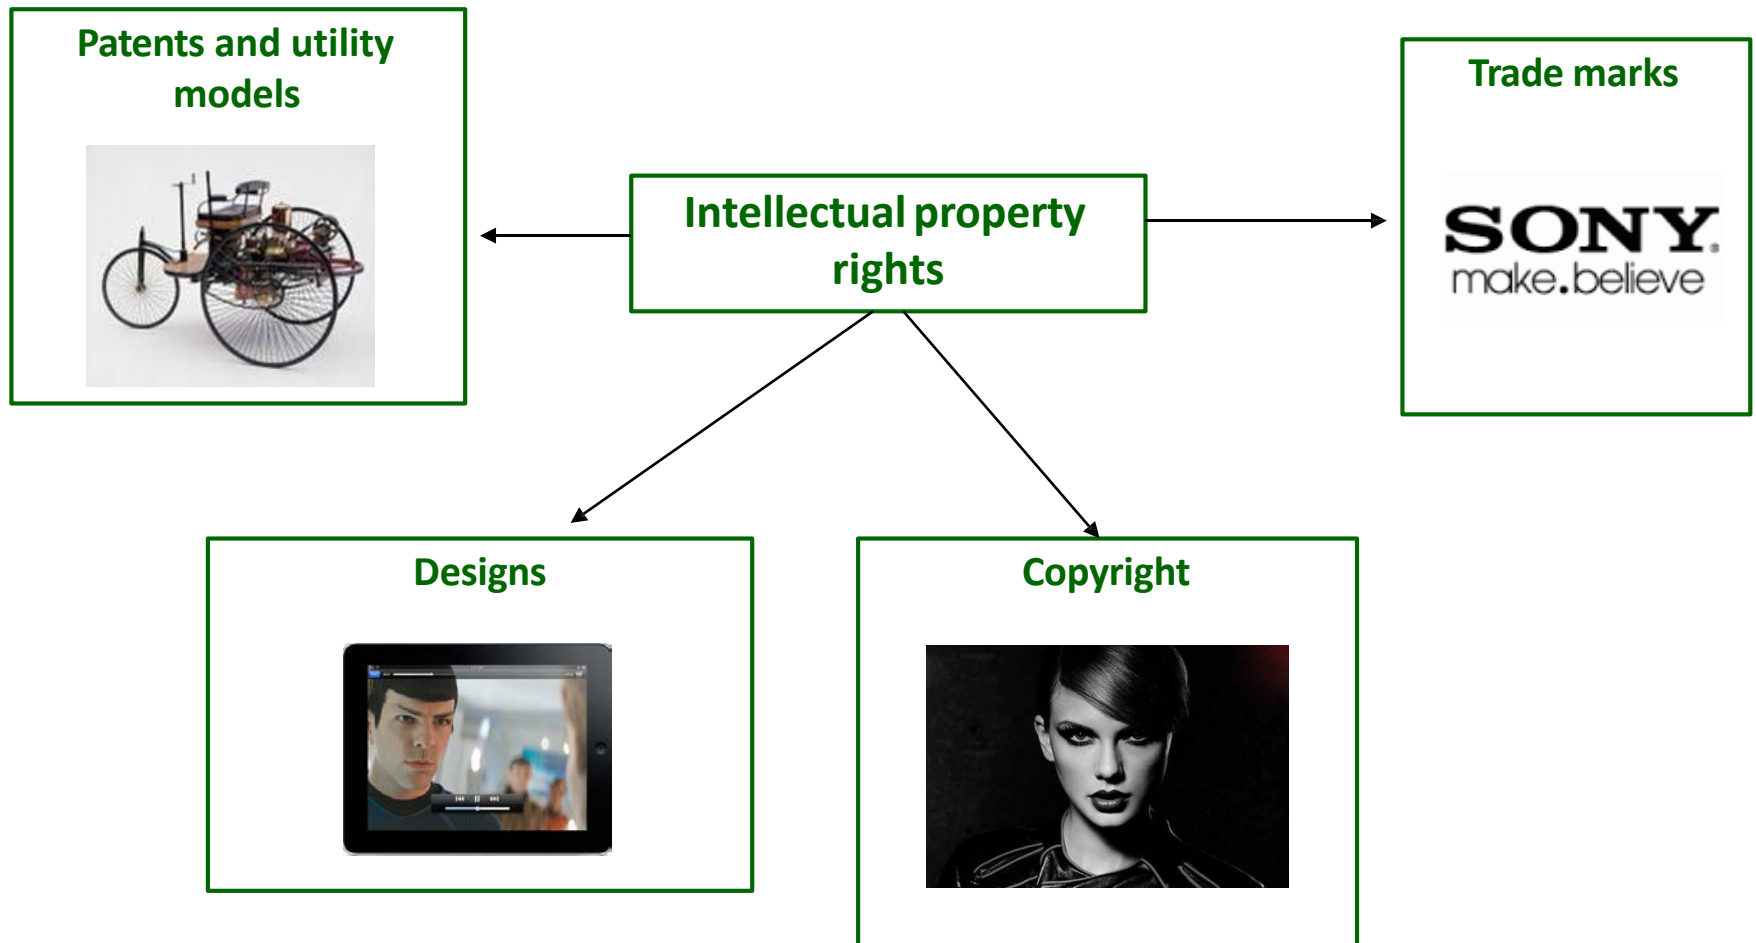 Patents and utility
models
Intellectual property
rights
Trade marks
SONY
make.believe
Designs
Copyright